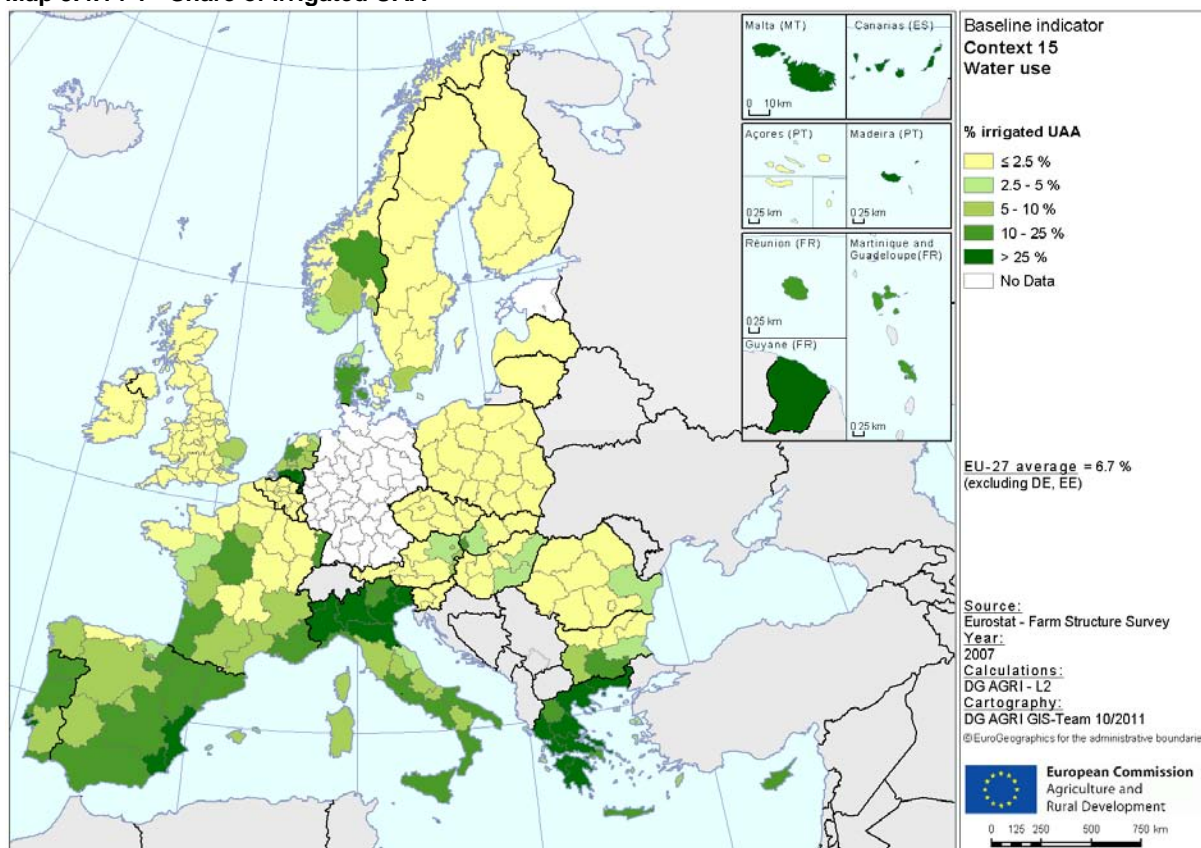 Baseline indicator
Context 15
Water use
Malta (MT)
Canarias (ES)
0 10 km
Açores (PT)
Madeira (PT)
0 25 km
0 25 km
Réunion (FR)
Martinique and
Guadeloupe(FR)
0 25 km
Guyane (FR)
0 25 km
% irrigated UAA
≤ 2.5 %
2.5 - 5 %
5 - 10 %
10 - 25 %
> 25 %
No Data
EU-27 average = 6.7 %
(excluding DE, EE)
Source:
Eurostat - Farm Structure Survey
Year:
2007
Calculations:
DG AGRI - L2
Cartography:
DG AGRI GIS-Team 10/2011
©EuroGeographics for the administrative boundarie
European Commission
Agriculture and
Rural Development
0 125 250 500 750 km